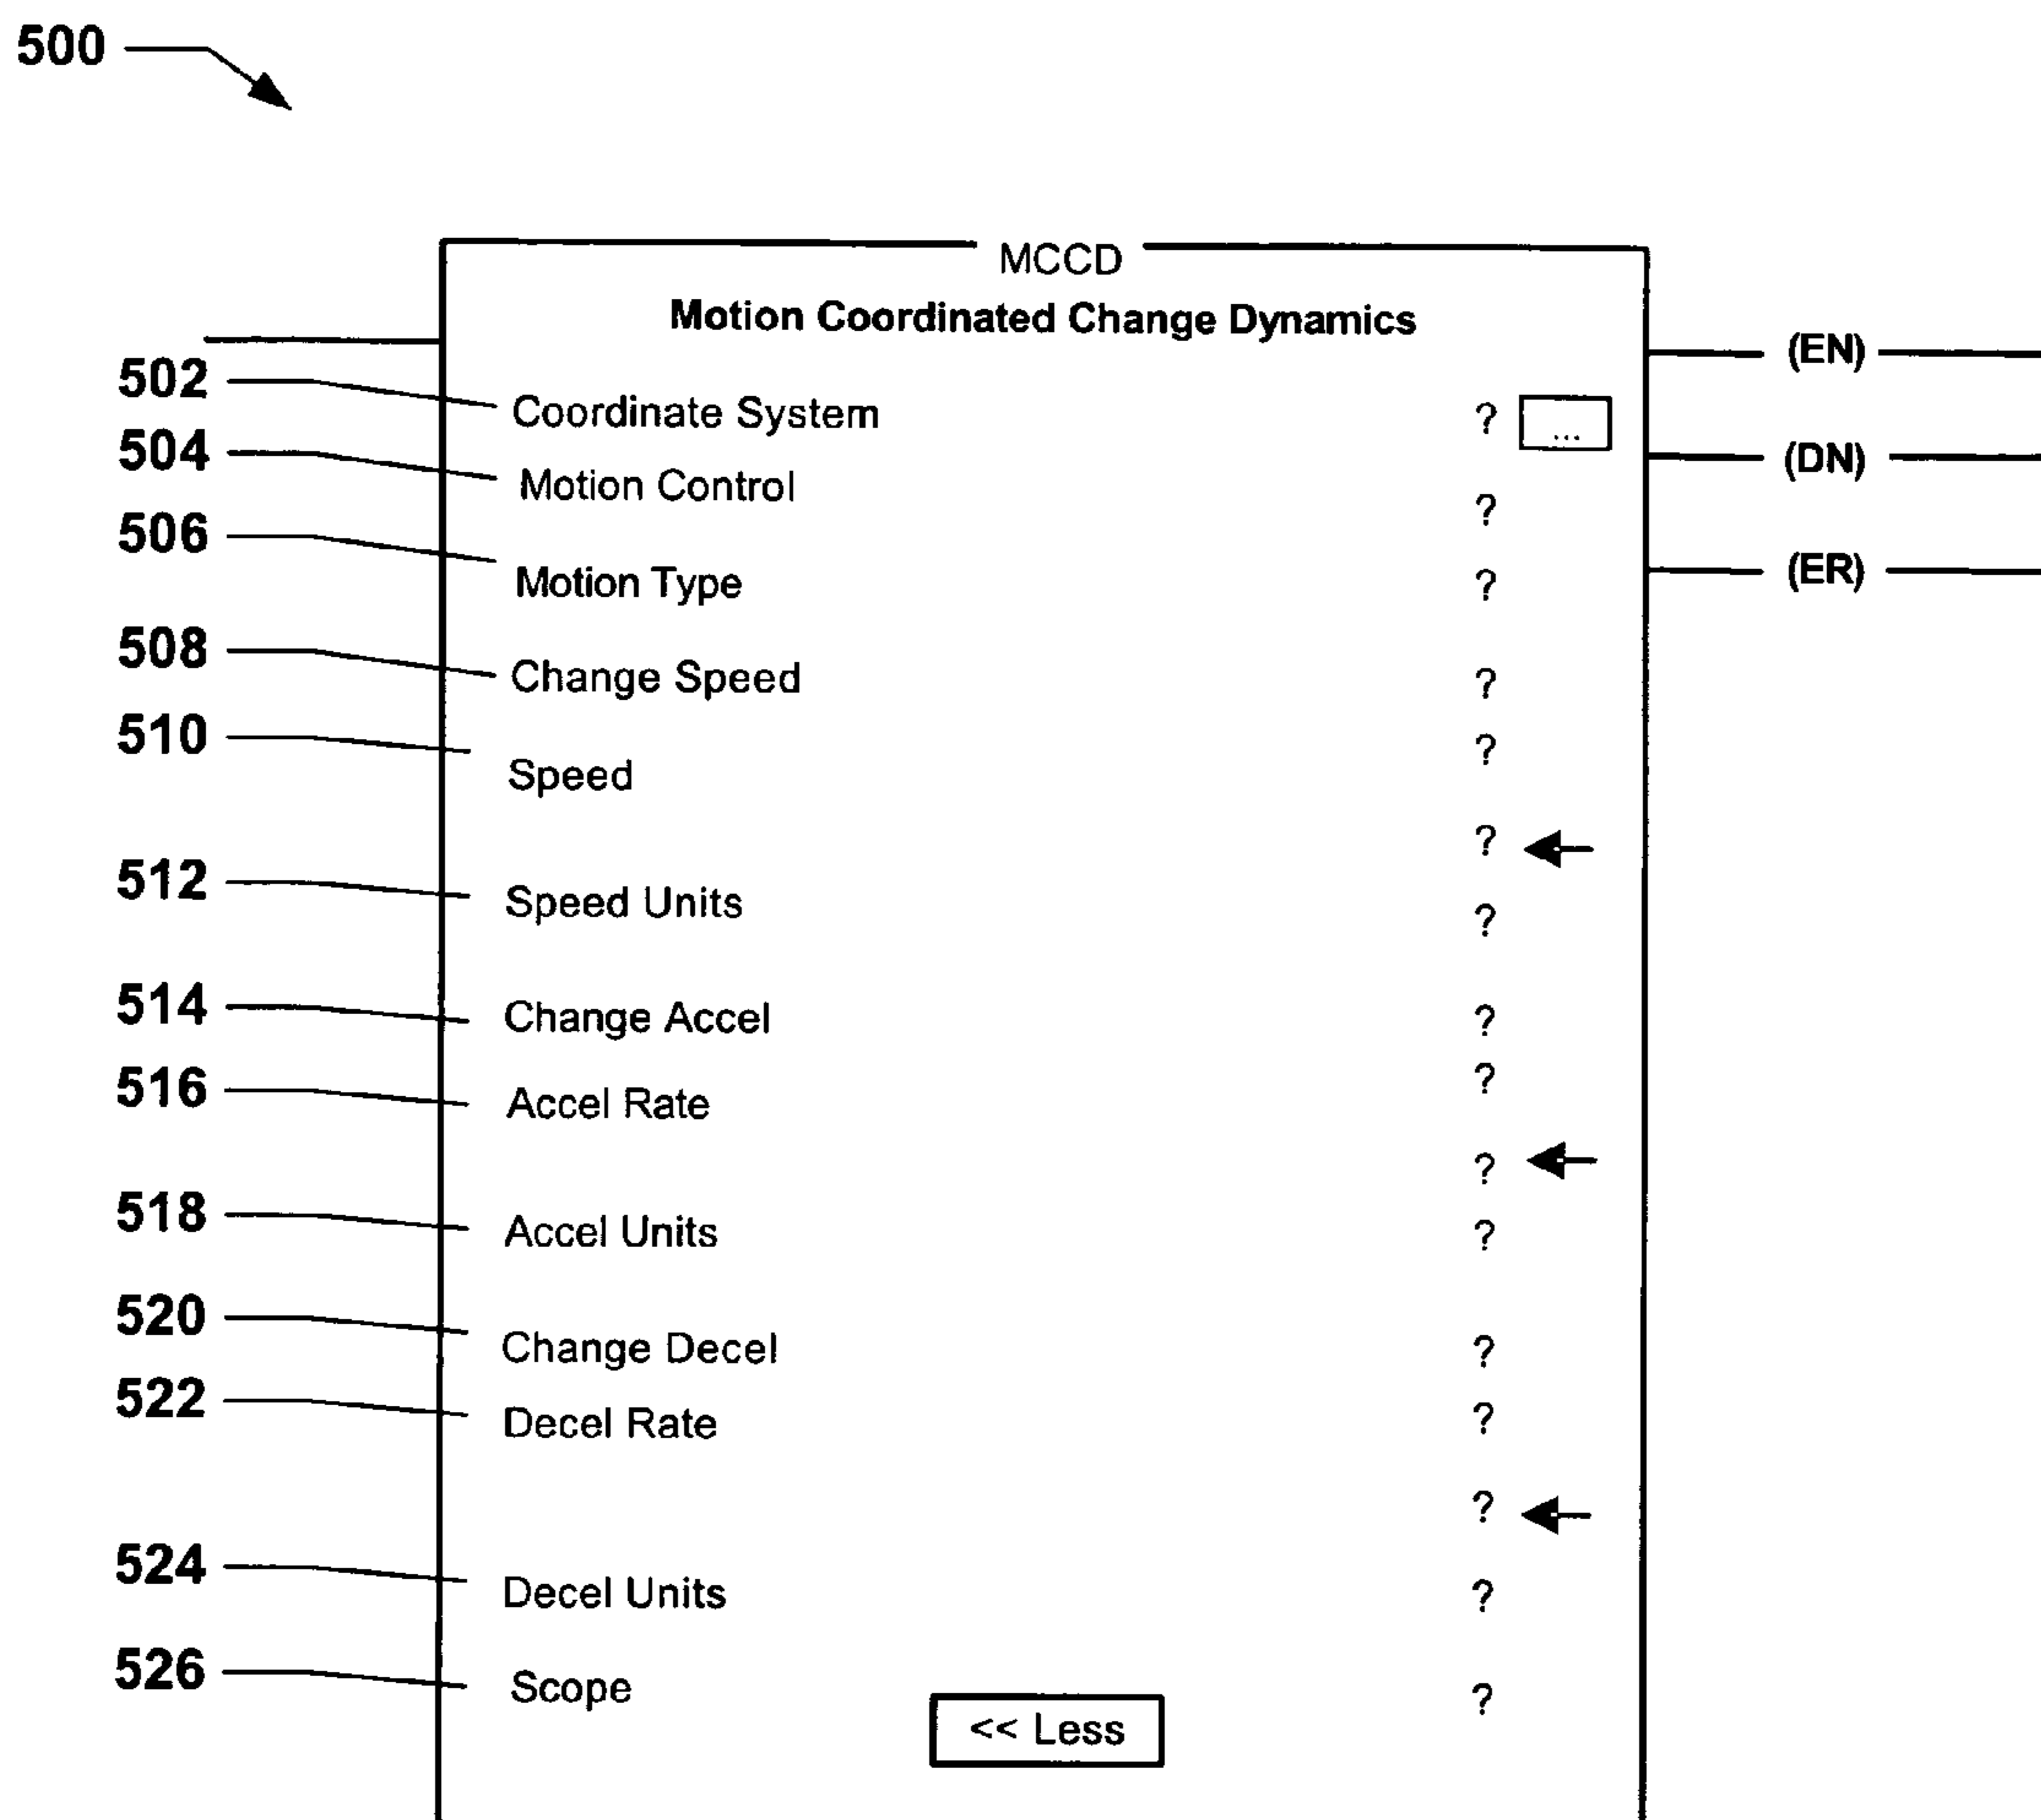 500
MCCD
Motion Coordinated Change Dynamics
(EN)
502 Coordinate System ? ...
504 Motion Control ?
(DN)
506 Motion Type ?
(ER)
508 Change Speed ?
510 Speed ?
?
512 Speed Units ?
514 Change Accel ?
516 Accel Rate ?
?
518 Accel Units ?
520 Change Decel ?
522 Decel Rate ?
?
524 Decel Units ?
526 Scope ?
<< Less